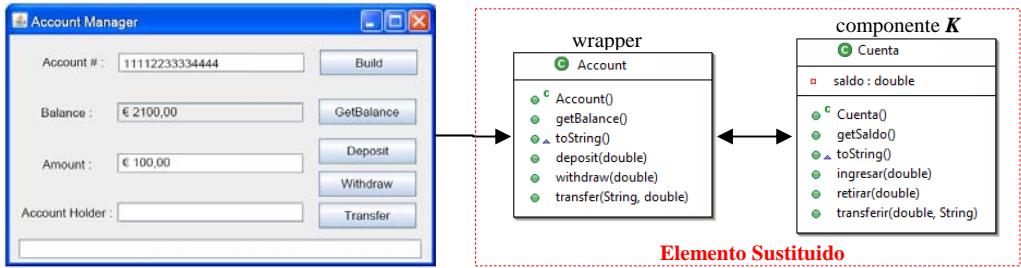 Account Manager
Account # :
11112233334444
Build
Balance :
€ 2100,00
GetBalance
Amount :
€ 100,00
Deposit
Withdraw
Account Holder :
Transfer
wrapper
C Account
C Account()
getBalance()
toString()
deposit(double)
withdraw(double)
transfer(String, double)
componente K
C Cuenta
saldo : double
C Cuenta()
getSaldo()
toString()
ingresar(double)
retirar(double)
transferir(double, String)
Elemento Sustituido